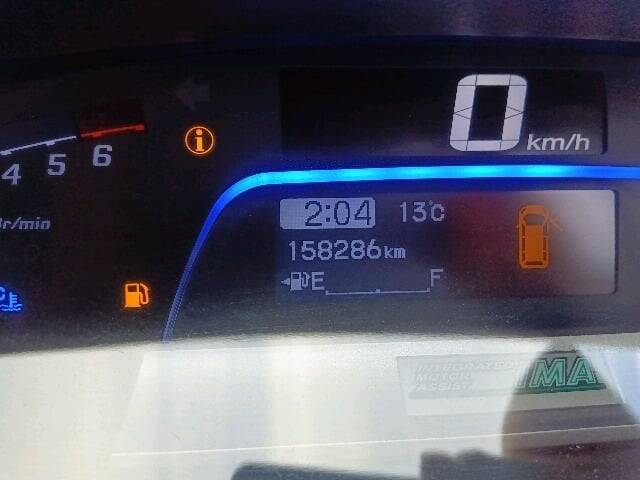 0 km/h
4 5 6
r/min
2:04 13°C
158286km
E F
C
INTEGRATED
MOTOR
ASSIST
IMA